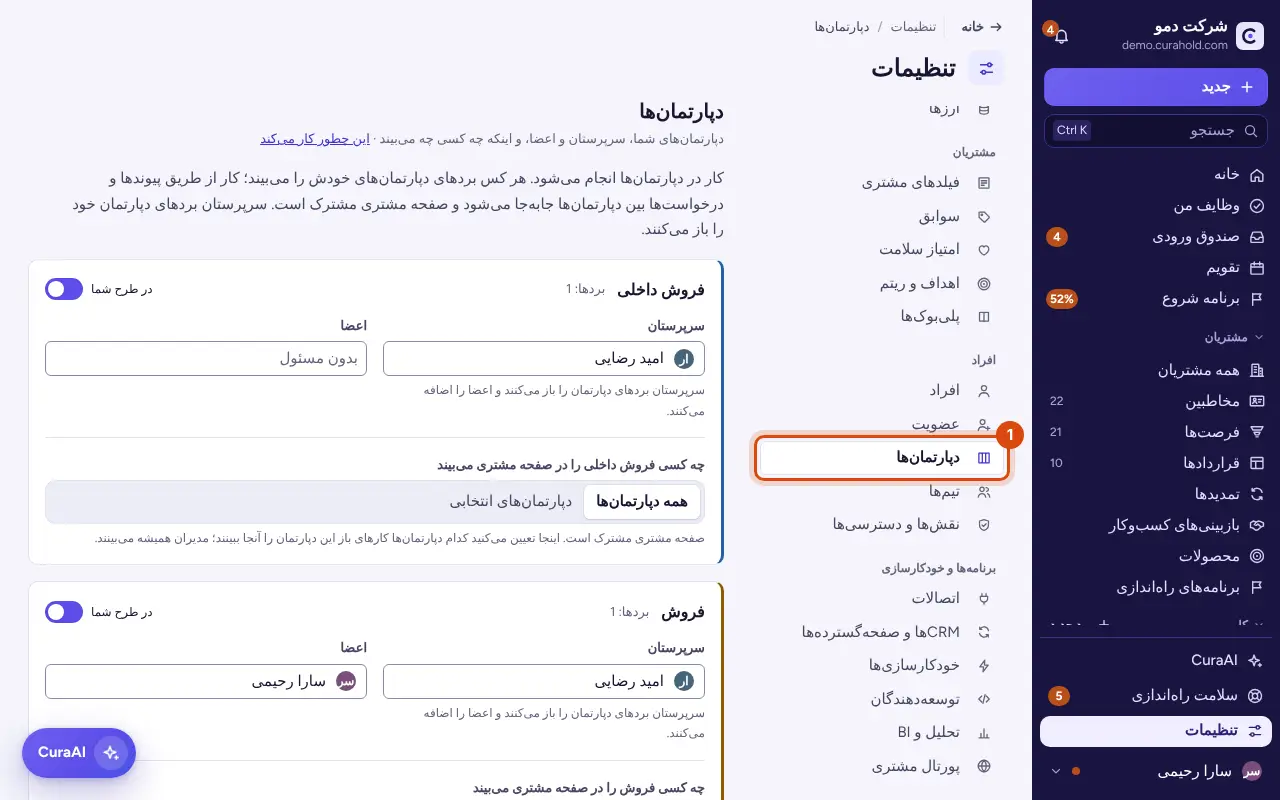 شرکت دمو
demo.curahold.com
4
جدید
جستجو
Ctrl K
خانه
وظایف من
صندوق ورودی
4
تقویم
برنامه شروع
52%
مشتریان
همه مشتریان
مخاطبین
22
فرصت‌ها
21
قراردادها
10
تمدیدها
بازبینی‌های کسب‌وکار
محصولات
برنامه‌های راه‌اندازی
CuraAI
سلامت راه‌اندازی
5
تنظیمات
سر
سارا رحیمی
خانه
تنظیمات / دپارتمان‌ها
تنظیمات
ارزها
مشتریان
فیلدهای مشتری
سوابق
امتیاز سلامت
اهداف و ریتم
پلی‌بوک‌ها
افراد
افراد
عضویت
1
دپارتمان‌ها
تیم‌ها
نقش‌ها و دسترسی‌ها
برنامه‌ها و خودکارسازی
اتصالات
CRMها و صفحه‌گسترده‌ها
خودکارسازی‌ها
توسعه‌دهندگان
تحلیل و BI
پورتال مشتری
دپارتمان‌ها
دپارتمان‌های شما، سرپرستان و اعضا، و اینکه چه کسی چه می‌بیند · این چطور کار می‌کند
کار در دپارتمان‌ها انجام می‌شود. هر کس بردهای دپارتمان‌های خودش را می‌بیند؛ کار از طریق پیوندها و
درخواست‌ها بین دپارتمان‌ها جابه‌جا می‌شود و صفحه مشتری مشترک است. سرپرستان بردهای دپارتمان خود
را باز می‌کنند.
فروش داخلی
بردها: 1
در طرح شما
سرپرستان
اعضا
ار
امید رضایی
بدون مسئول
سرپرستان بردهای دپارتمان را باز می‌کنند و اعضا را اضافه
می‌کنند.
چه کسی فروش داخلی را در صفحه مشتری می‌بیند
همه دپارتمان‌ها
دپارتمان‌های انتخابی
صفحه مشتری مشترک است. اینجا تعیین می‌کنید کدام دپارتمان‌ها کارهای باز این دپارتمان را آنجا ببینند؛ مدیران همیشه می‌بینند.
فروش
بردها: 1
در طرح شما
سرپرستان
اعضا
ار
امید رضایی
سر
سارا رحیمی
سرپرستان بردهای دپارتمان را باز می‌کنند و اعضا را اضافه
می‌کنند.
چه کسی فروش را در صفحه مشتری می‌بیند
CuraAI